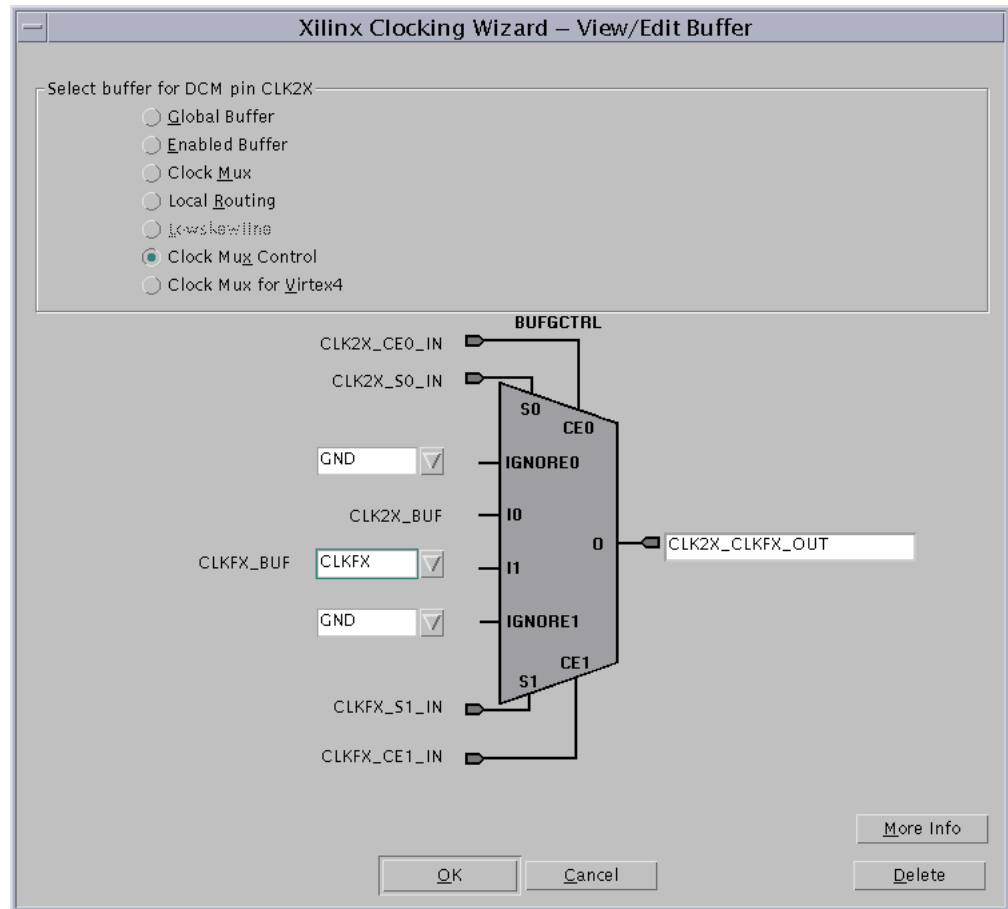 Xilinx Clocking Wizard – View/Edit Buffer
Select buffer for DCM pin CLK2X
Global Buffer
Enabled Buffer
Clock Mux
Local Routing
Lowskewline
Clock Mux Control
Clock Mux for Virtex4
BUFGCTRL
CLK2X_CE0_IN
CLK2X_S0_IN
S0
CE0
GND
IGNORE0
CLK2X_BUF
I0
O
CLK2X_CLKFX_OUT
CLKFX_BUF
CLKFX
I1
GND
IGNORE1
CE1
S1
CLKFX_S1_IN
CLKFX_CE1_IN
More Info
OK
Cancel
Delete